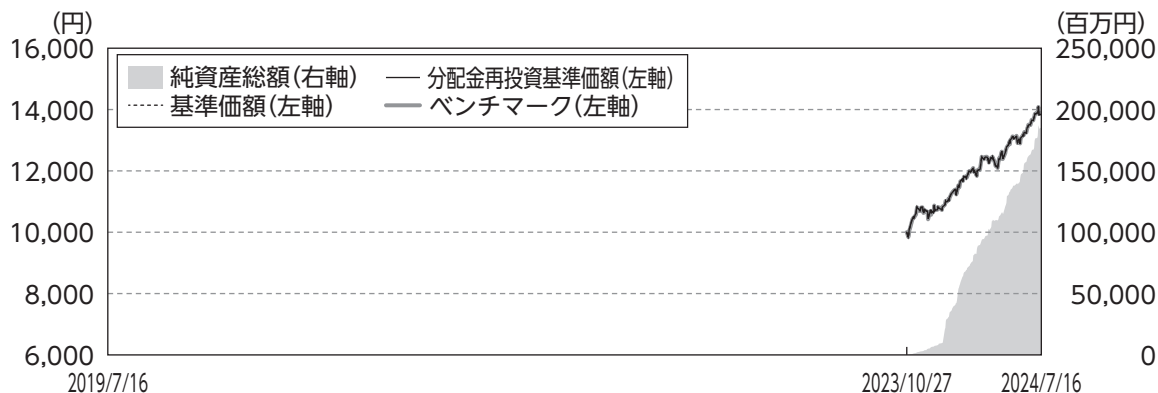 (円)
(百万円)
16,000
250,000
純資産総額(右軸)
分配金再投資基準価額(左軸)
基準価額(左軸)
ベンチマーク(左軸)
14,000
200,000
12,000
150,000
10,000
100,000
8,000
50,000
6,000
0
2019/7/16
2023/10/27
2024/7/16